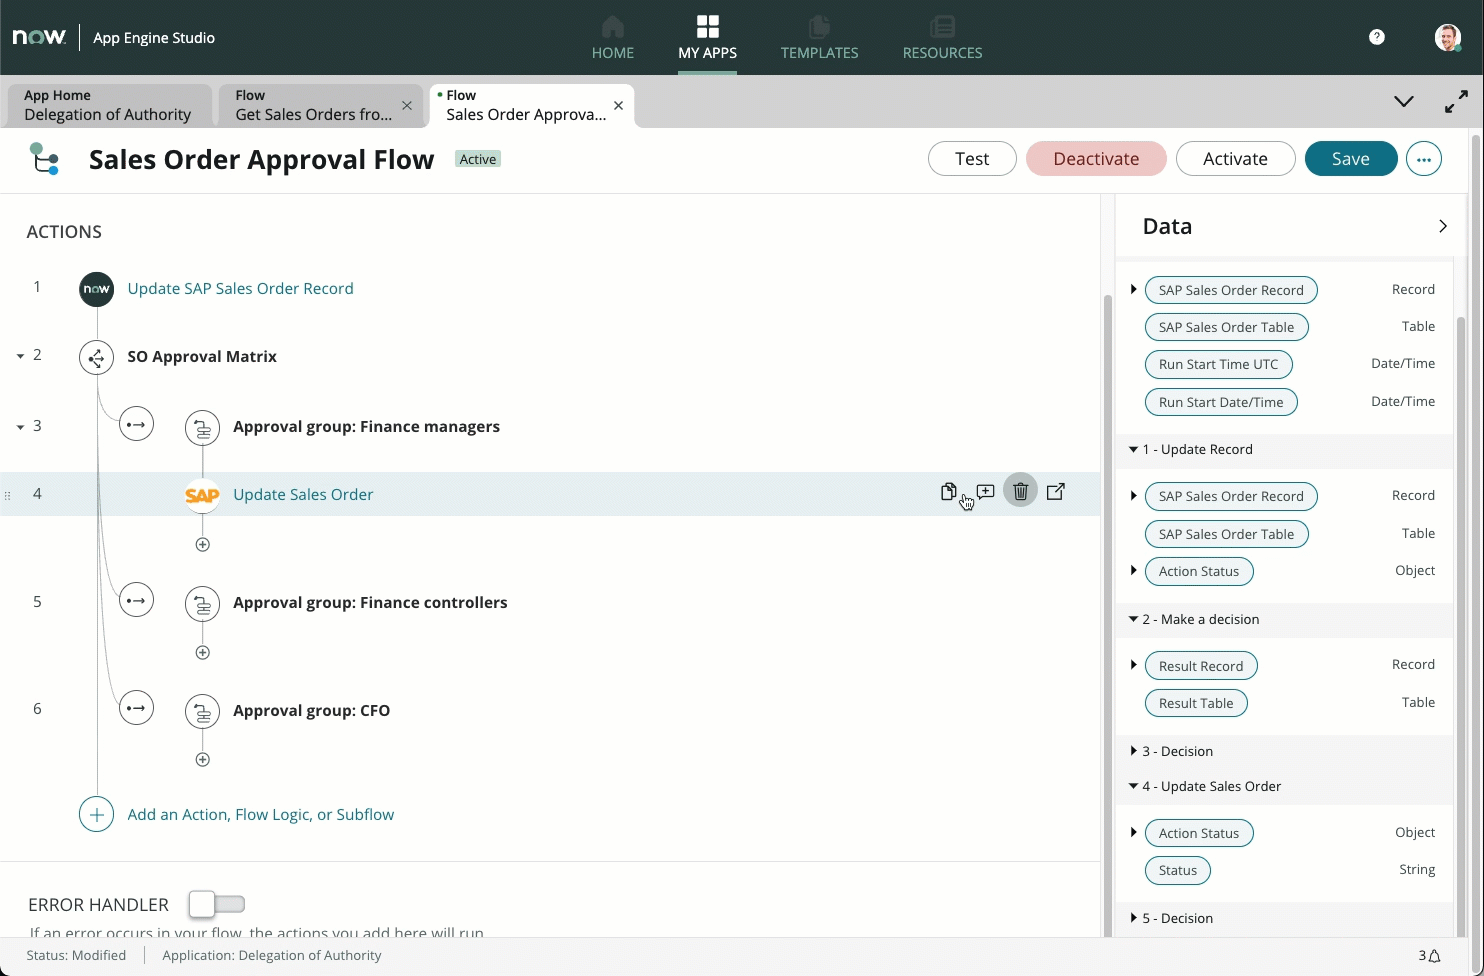 now.
App Engine Studio
HOME
MY APPS
TEMPLATES
RESOURCES
?
App Home
Delegation of Authority
Flow
Get Sales Orders fro...
Flow
Sales Order Approva...
Sales Order Approval Flow
Active
Test
Deactivate
Activate
Save
ACTIONS
1
now
Update SAP Sales Order Record
2
SO Approval Matrix
3
Approval group: Finance managers
4
SAP
Update Sales Order
5
Approval group: Finance controllers
6
Approval group: CFO
Add an Action, Flow Logic, or Subflow
ERROR HANDLER
If an error occurs in your flow, the actions you add here will run.
Data
SAP Sales Order Record Record
SAP Sales Order Table Table
Run Start Time UTC Date/Time
Run Start Date/Time Date/Time
1 - Update Record
SAP Sales Order Record Record
SAP Sales Order Table Table
Action Status Object
2 - Make a decision
Result Record Record
Result Table Table
3 - Decision
4 - Update Sales Order
Action Status Object
Status String
5 - Decision
Status: Modified
Application: Delegation of Authority
3